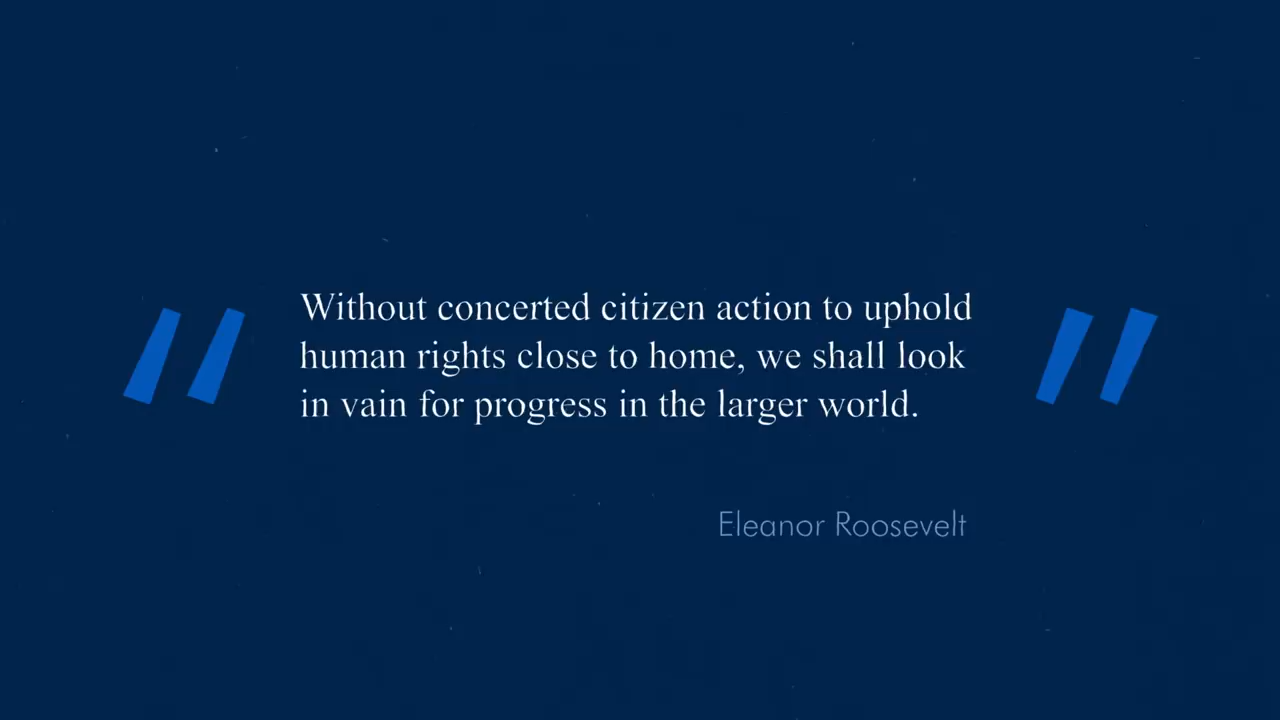 "Without concerted citizen action to uphold
human rights close to home, we shall look
in vain for progress in the larger world."
Eleanor Roosevelt